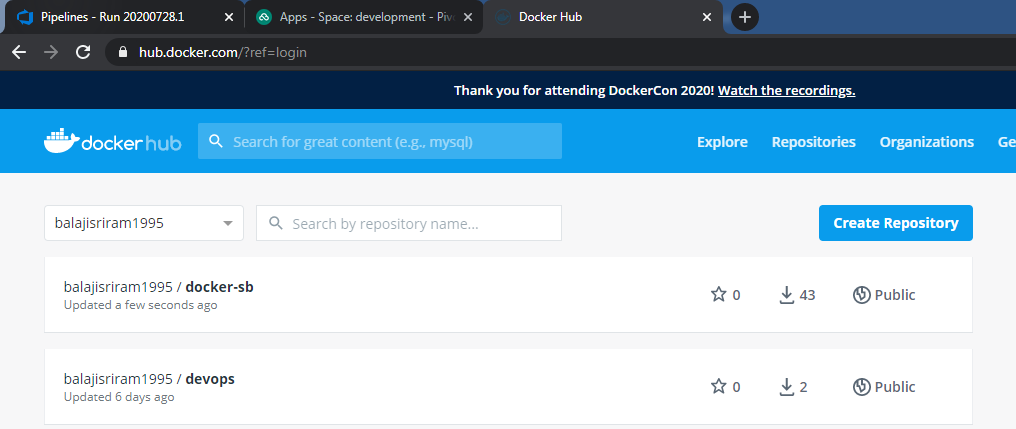 Pipelines - Run 20200728.1
Apps - Space: development - Piv
Docker Hub
hub.docker.com/?ref=login
Thank you for attending DockerCon 2020! Watch the recordings.
docker hub
Search for great content (e.g., mysql)
Explore
Repositories
Organizations
Ge
balajisriram1995
Search by repository name...
Create Repository
balajisriram1995 / docker-sb
0
43
Public
Updated a few seconds ago
balajisriram1995 / devops
0
2
Public
Updated 6 days ago